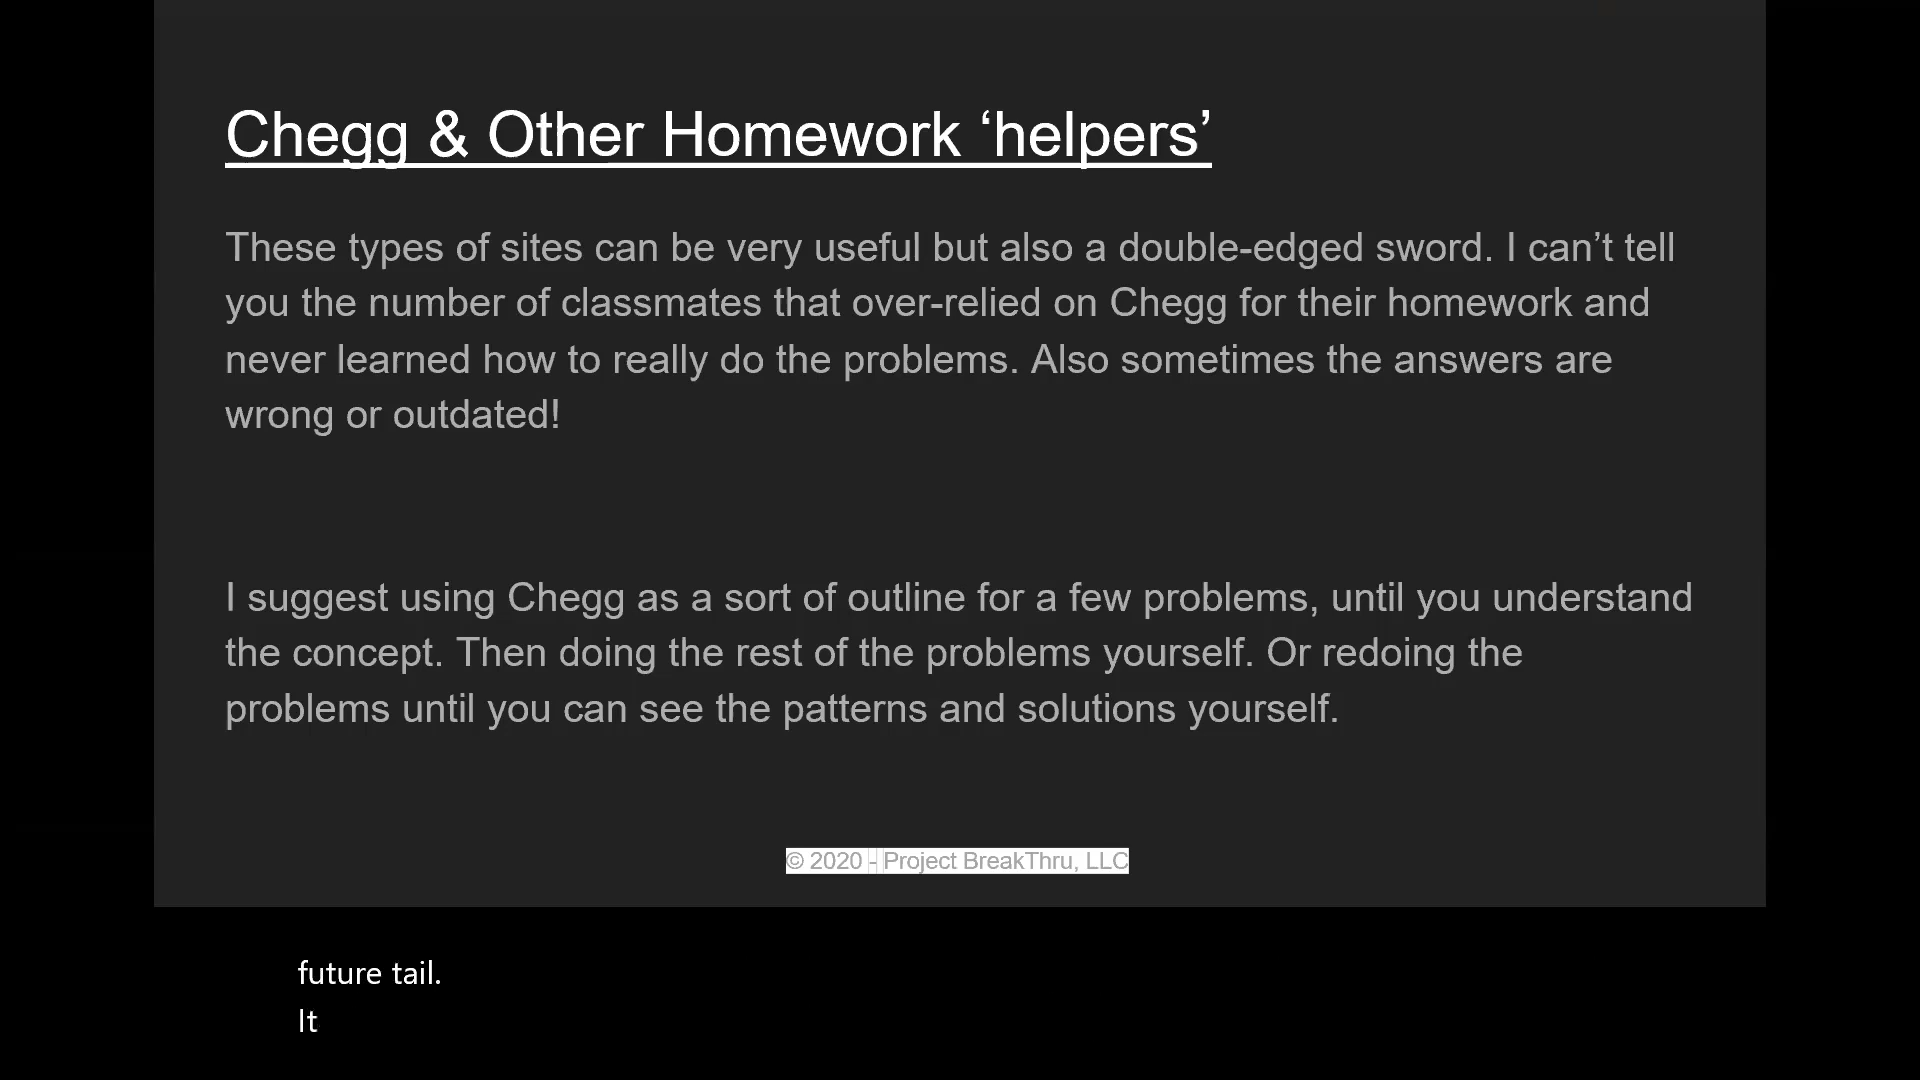 Chegg & Other Homework ‘helpers’
These types of sites can be very useful but also a double-edged sword. I can’t tell
you the number of classmates that over-relied on Chegg for their homework and
never learned how to really do the problems. Also sometimes the answers are
wrong or outdated!
I suggest using Chegg as a sort of outline for a few problems, until you understand
the concept. Then doing the rest of the problems yourself. Or redoing the
problems until you can see the patterns and solutions yourself.
© 2020 - Project BreakThru, LLC
future tail.
It